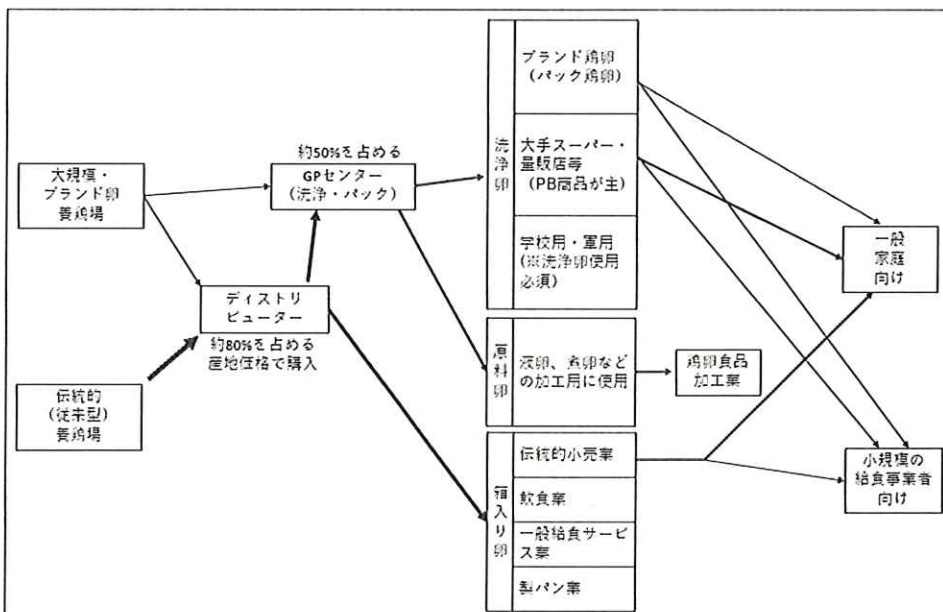 大規模・
ブランド卵
養鶏場
伝統的
(従来型)
養鶏場
約50%を占める
GPセンター
(洗浄・パック)
ディストリ
ビューター
約80%を占める
産地価格で購入
洗浄卵
ブランド鶏卵
(パック鶏卵)
大手スーパー・
量販店等
(PB商品が主)
学校用・軍用
(※洗浄卵使用
必須)
原料卵
液卵、煮卵など
の加工用に使用
鶏卵食品
加工業
箱入り卵
伝統的小売業
飲食業
一般給食サービ
ス業
製パン業
一般
家庭
向け
小規模の
給食事業者
向け